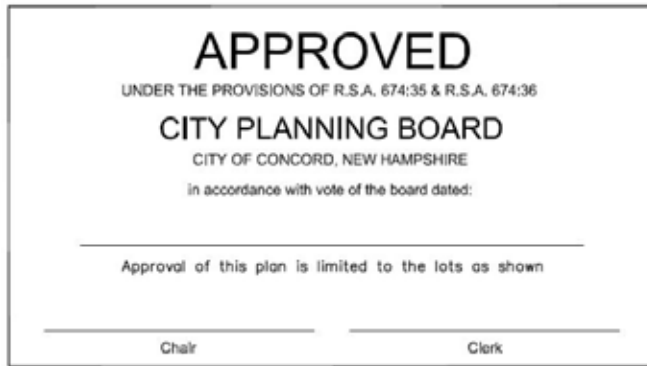 APPROVED
UNDER THE PROVISIONS OF R.S.A. 674:35 & R.S.A. 674:36
CITY PLANNING BOARD
CITY OF CONCORD, NEW HAMPSHIRE
in accordance with vote of the board dated:
Approval of this plan is limited to the lots as shown
Chair Clerk